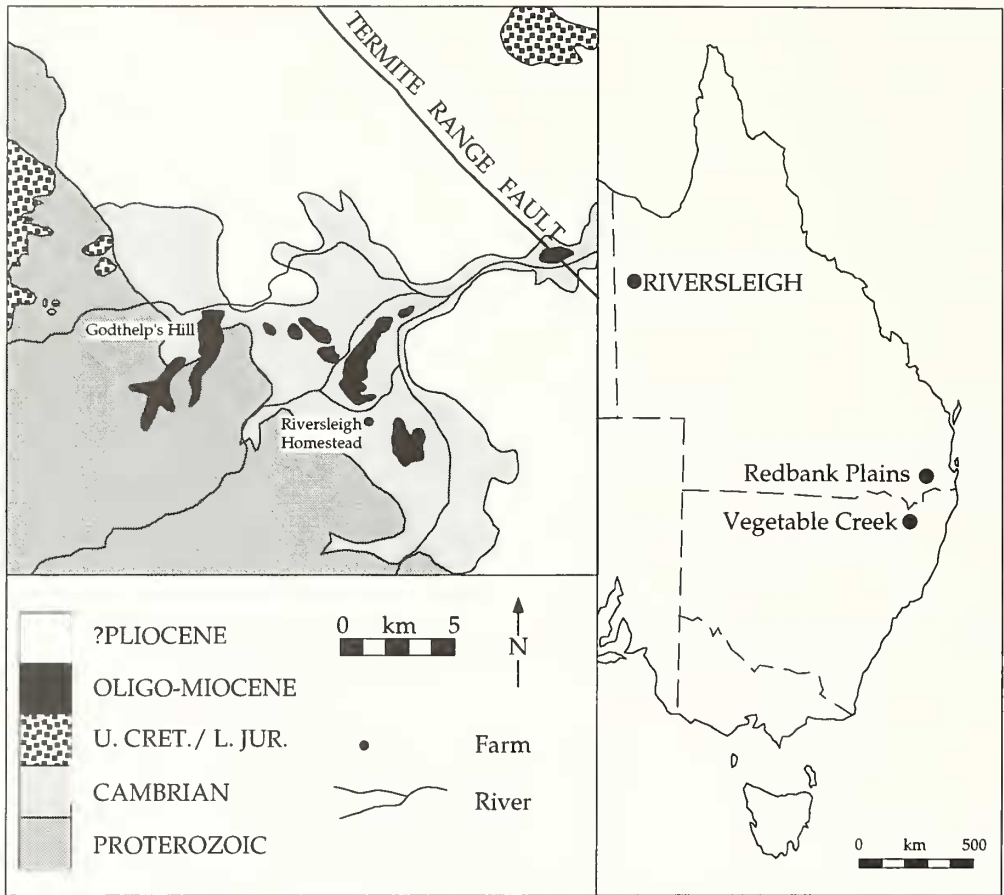 TERMITE RANGE FAULT
Godthelp's Hill
Riversleigh
Homestead
?PLIOCENE
OLIGO-MIOCENE
U. CRET./ L. JUR.
CAMBRIAN
PROTEROZOIC
0 km 5
N
Farm
River
RIVERSLEIGH
Redbank Plains
Vegetable Creek
0 km 500